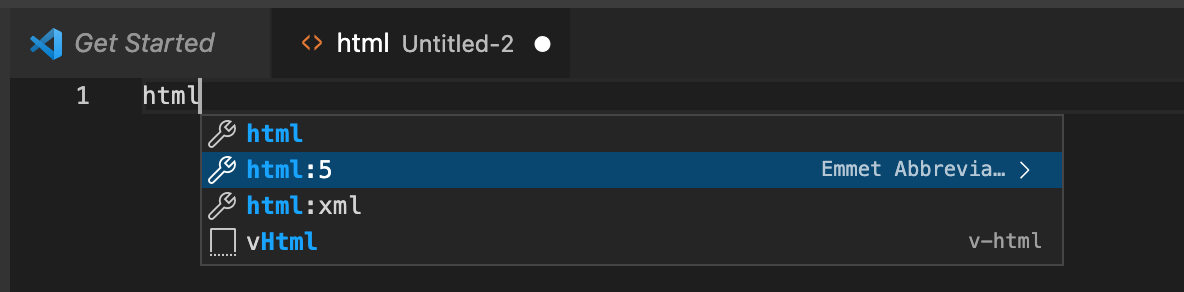 Get Started
<> html Untitled-2
1 html
html
html:5 Emmet Abbrevia… >
html:xml
vHtml v-html